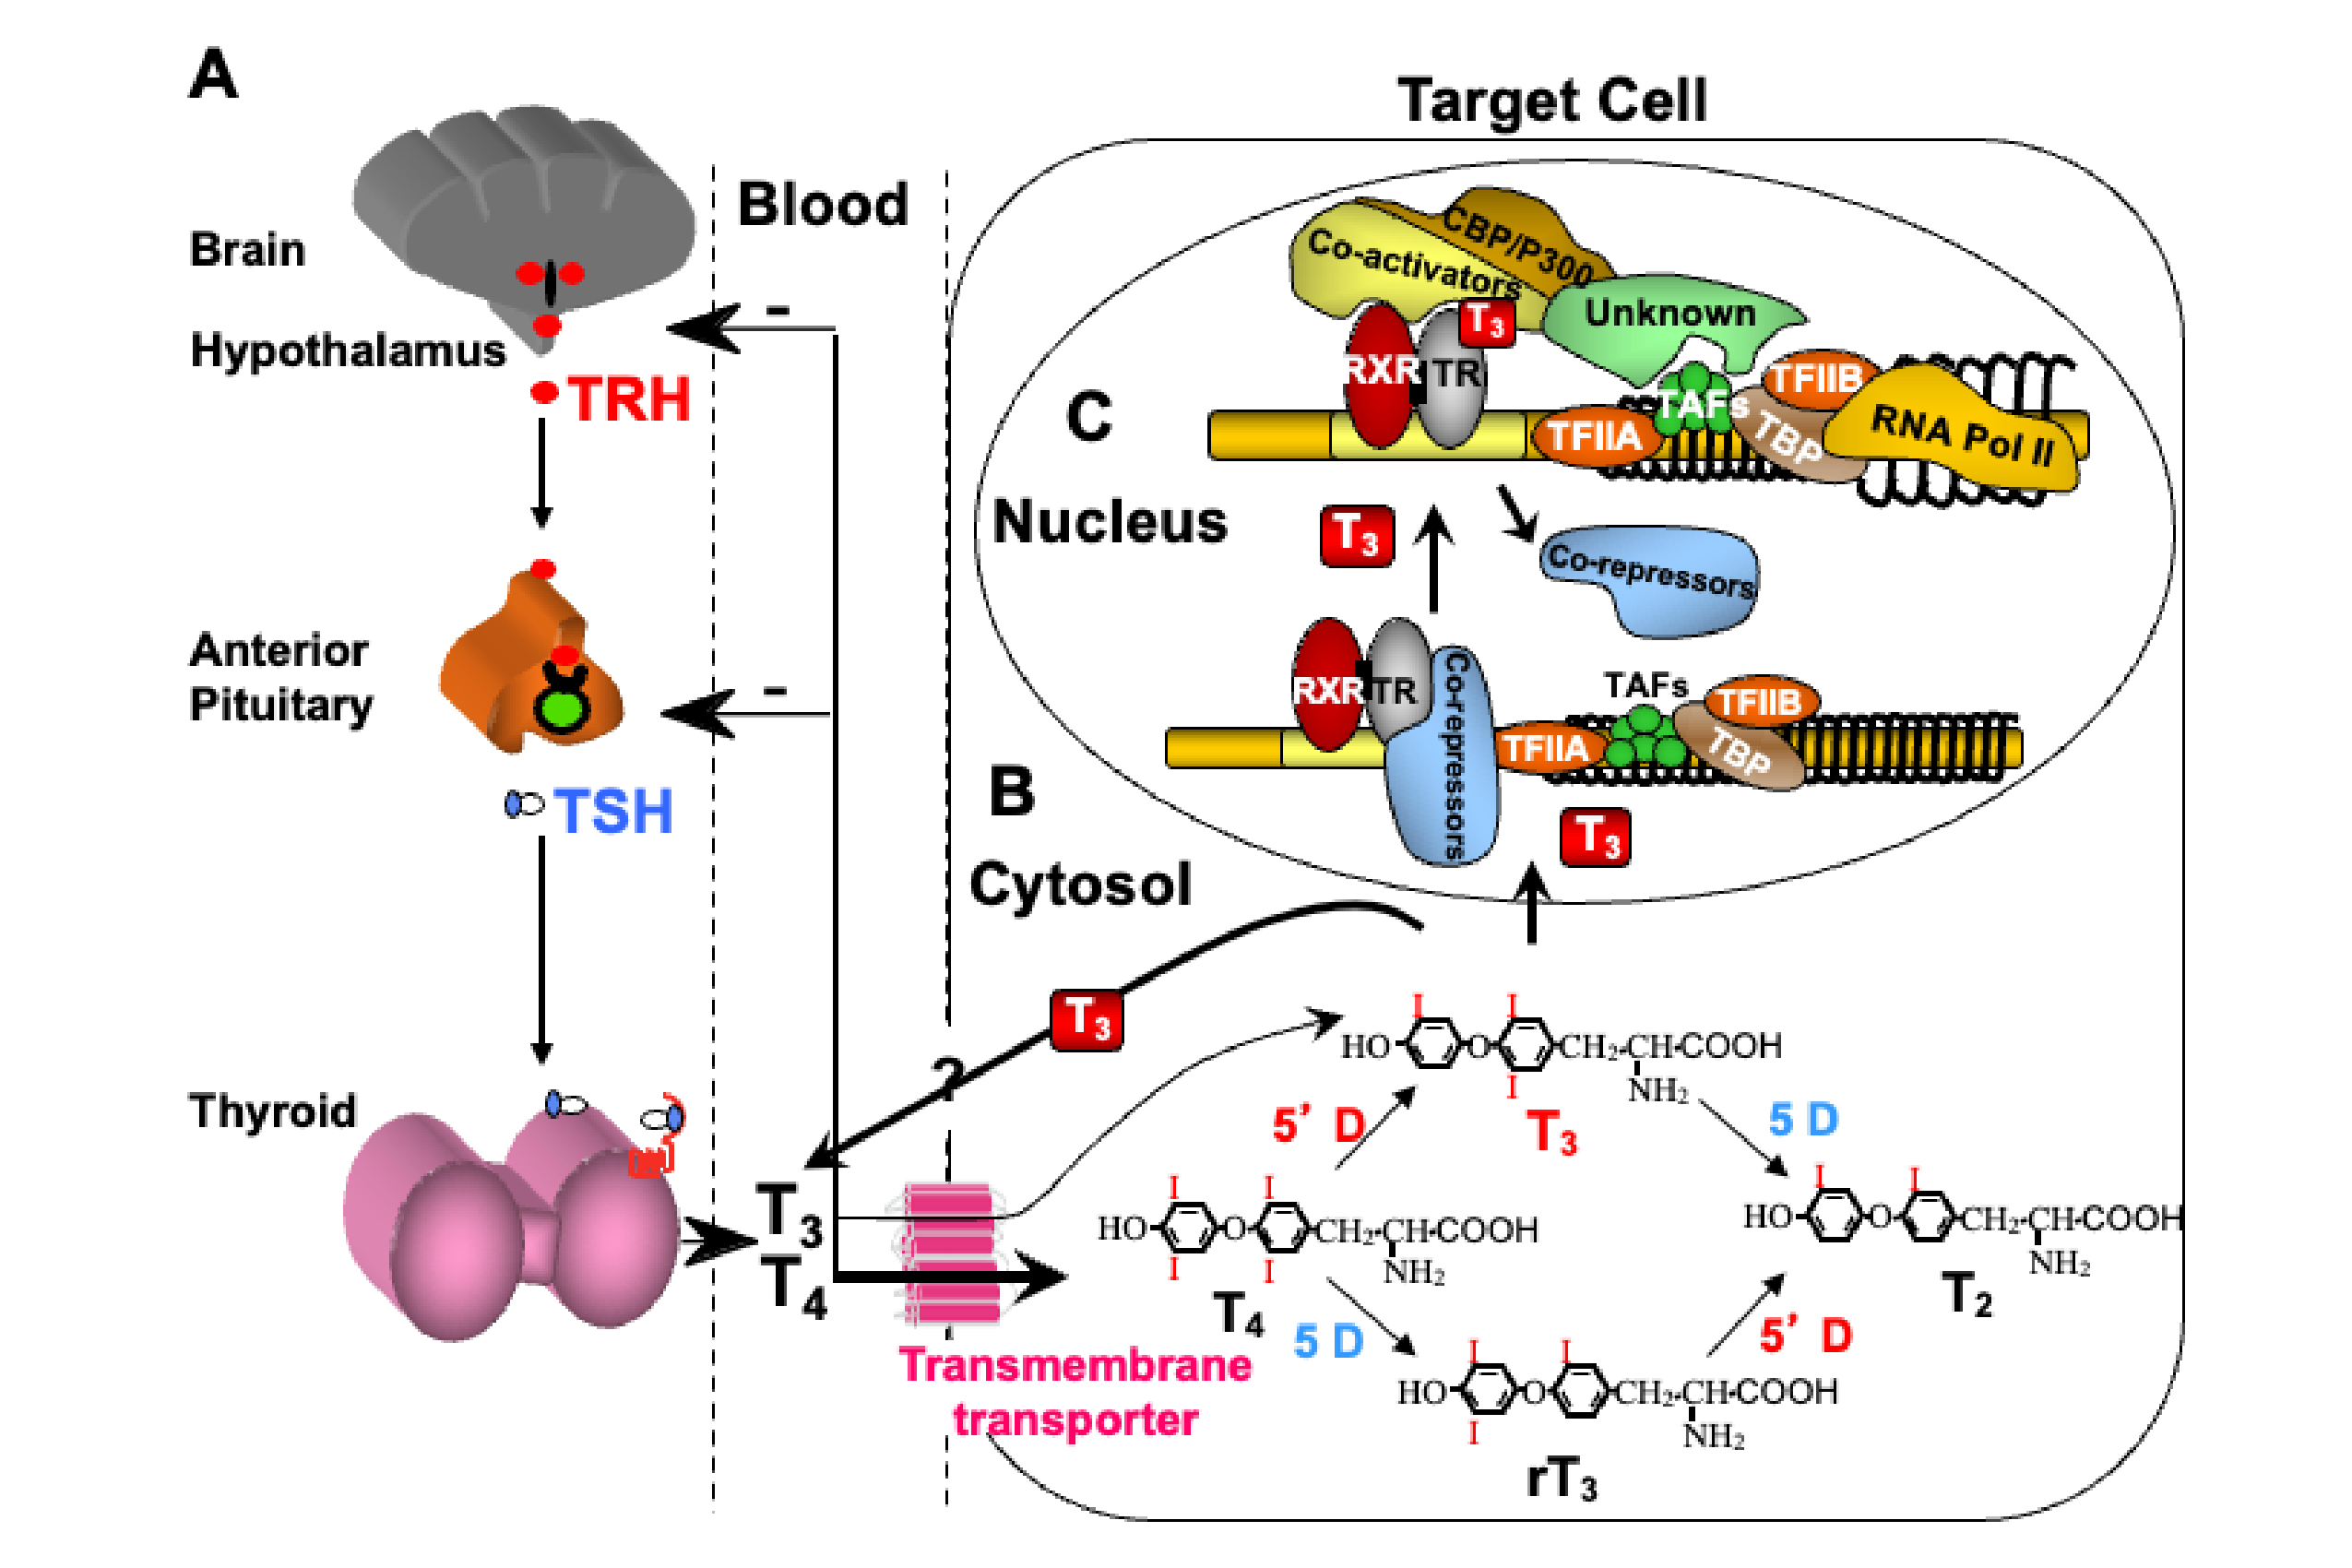 A
Brain
Hypothalamus
TRH
Anterior
Pituitary
TSH
Thyroid
Blood
-
-
T3
T4
?
T3
Transmembrane
transporter
Target Cell
CBP/P300
Co-activators
Unknown
T3
RXR
TR
TFIIA
TAFs
TFIIB
TBP
RNA Pol II
C
Nucleus
T3
Co-repressors
RXR
TR
Co-repressors
TFIIA
TAFs
TFIIB
TBP
B
T3
Cytosol
I I
HO O CH2-CH-COOH
I NH2
T3
5' D
5 D
I I
HO O CH2-CH-COOH
I I NH2
T4
5 D
I I
HO O CH2-CH-COOH
NH2
T2
5' D
I I
HO O CH2-CH-COOH
I NH2
rT3